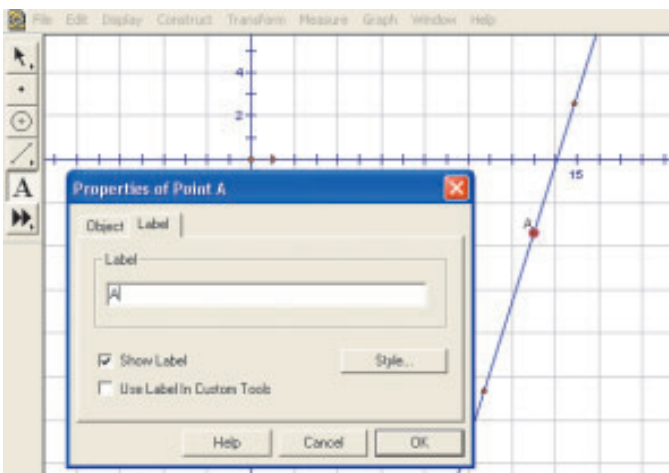 File Edit Display Construct Transform Measure Graph Window Help
4
2
15
A
A
Properties of Point A
Object Label
Label
A
Show Label
Style...
Use Label In Custom Tools
Help Cancel OK